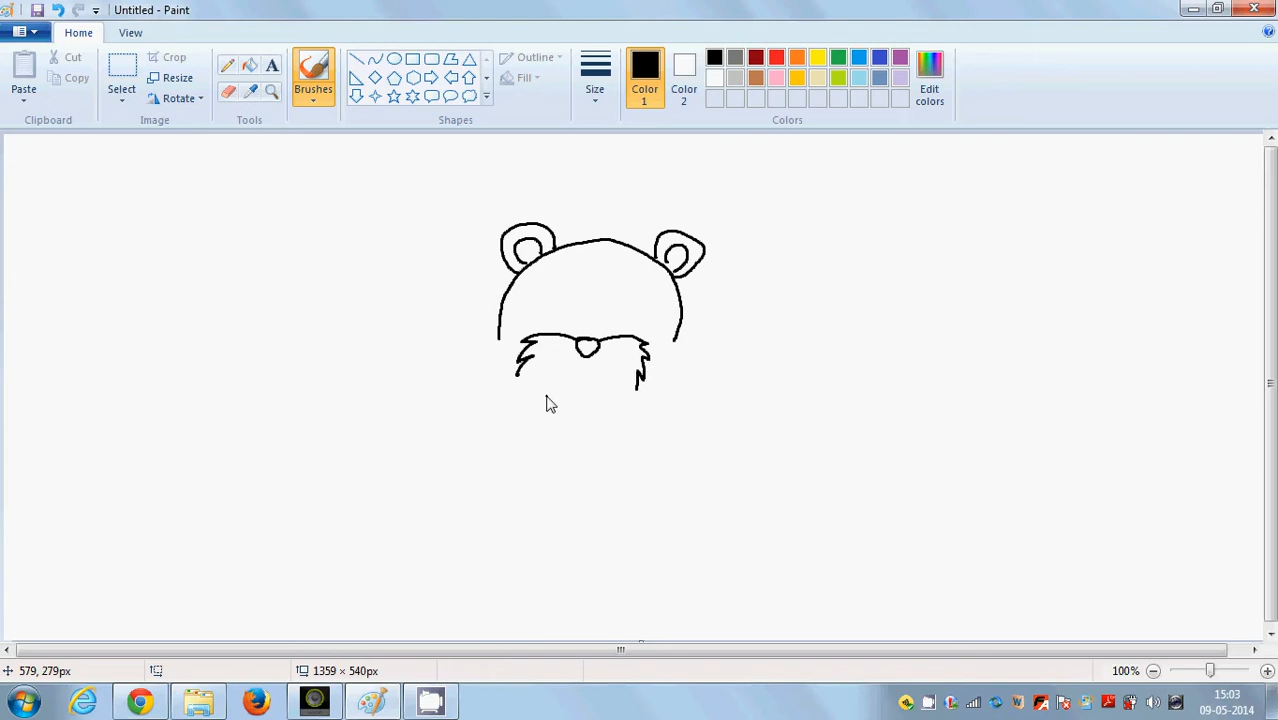 Untitled - Paint
Home
View
Paste
Cut
Copy
Clipboard
Select
Crop
Resize
Rotate
Image
A
Tools
Brushes
Shapes
Outline
Fill
Size
Color
1
Color
2
Edit
colors
Colors
579, 279px
1359 × 540px
100%
15:03
09-05-2014